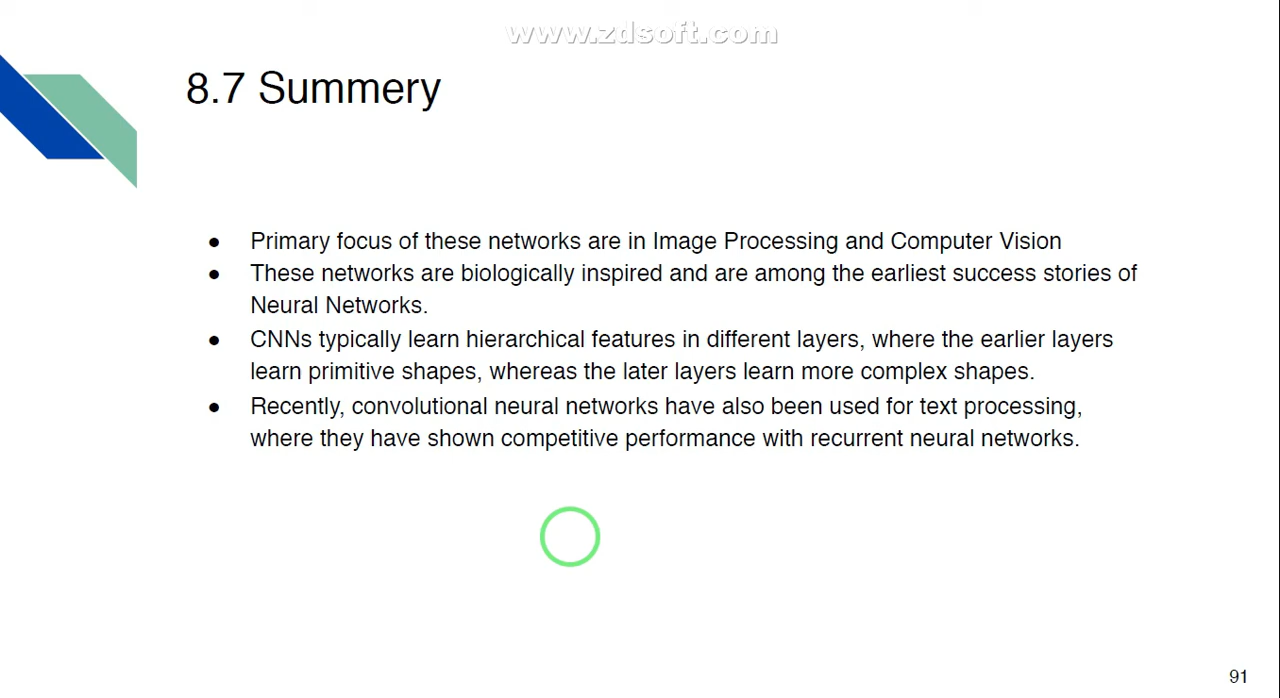 www.zdsoft.com
8.7 Summery
● Primary focus of these networks are in Image Processing and Computer Vision
● These networks are biologically inspired and are among the earliest success stories of
Neural Networks.
● CNNs typically learn hierarchical features in different layers, where the earlier layers
learn primitive shapes, whereas the later layers learn more complex shapes.
● Recently, convolutional neural networks have also been used for text processing,
where they have shown competitive performance with recurrent neural networks.
91